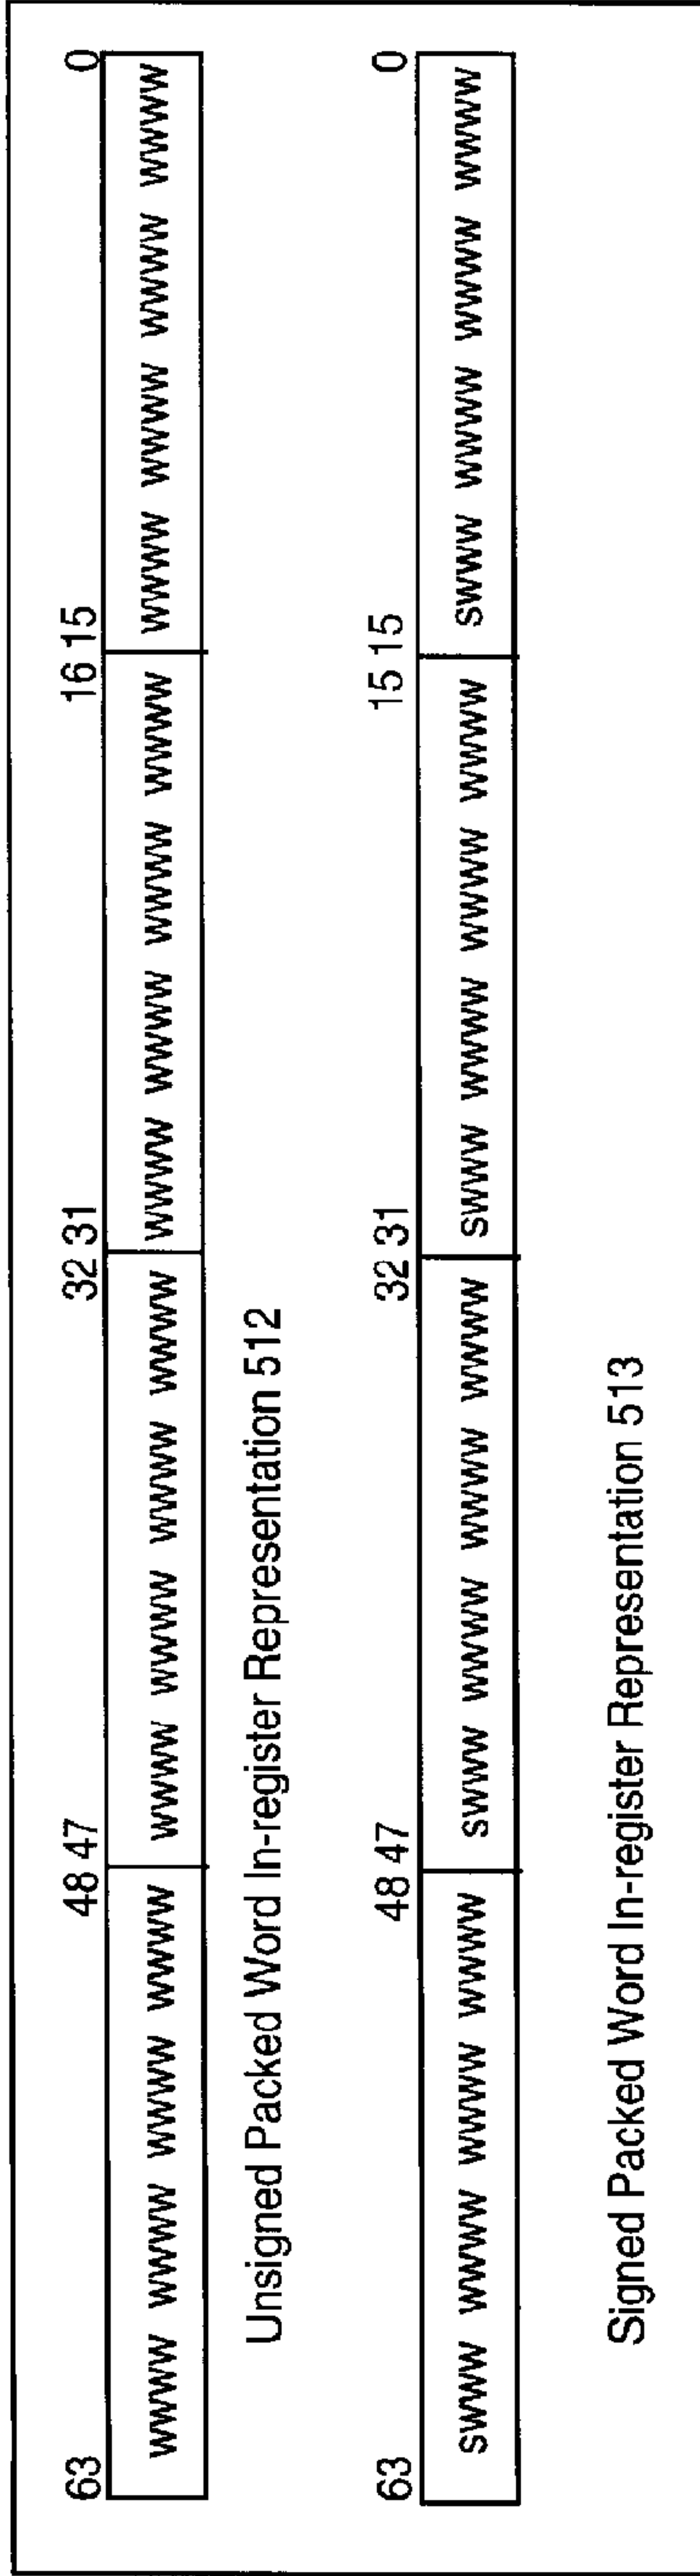 63 48 47 32 31 16 15 0
wwww wwww wwww wwww wwww wwww wwww wwww wwww wwww wwww wwww wwww wwww wwww wwww
Unsigned Packed Word In-register Representation 512
63 48 47 32 31 15 15 0
swww wwww wwww wwww swww wwww wwww wwww swww wwww wwww wwww swww wwww wwww wwww
Signed Packed Word In-register Representation 513